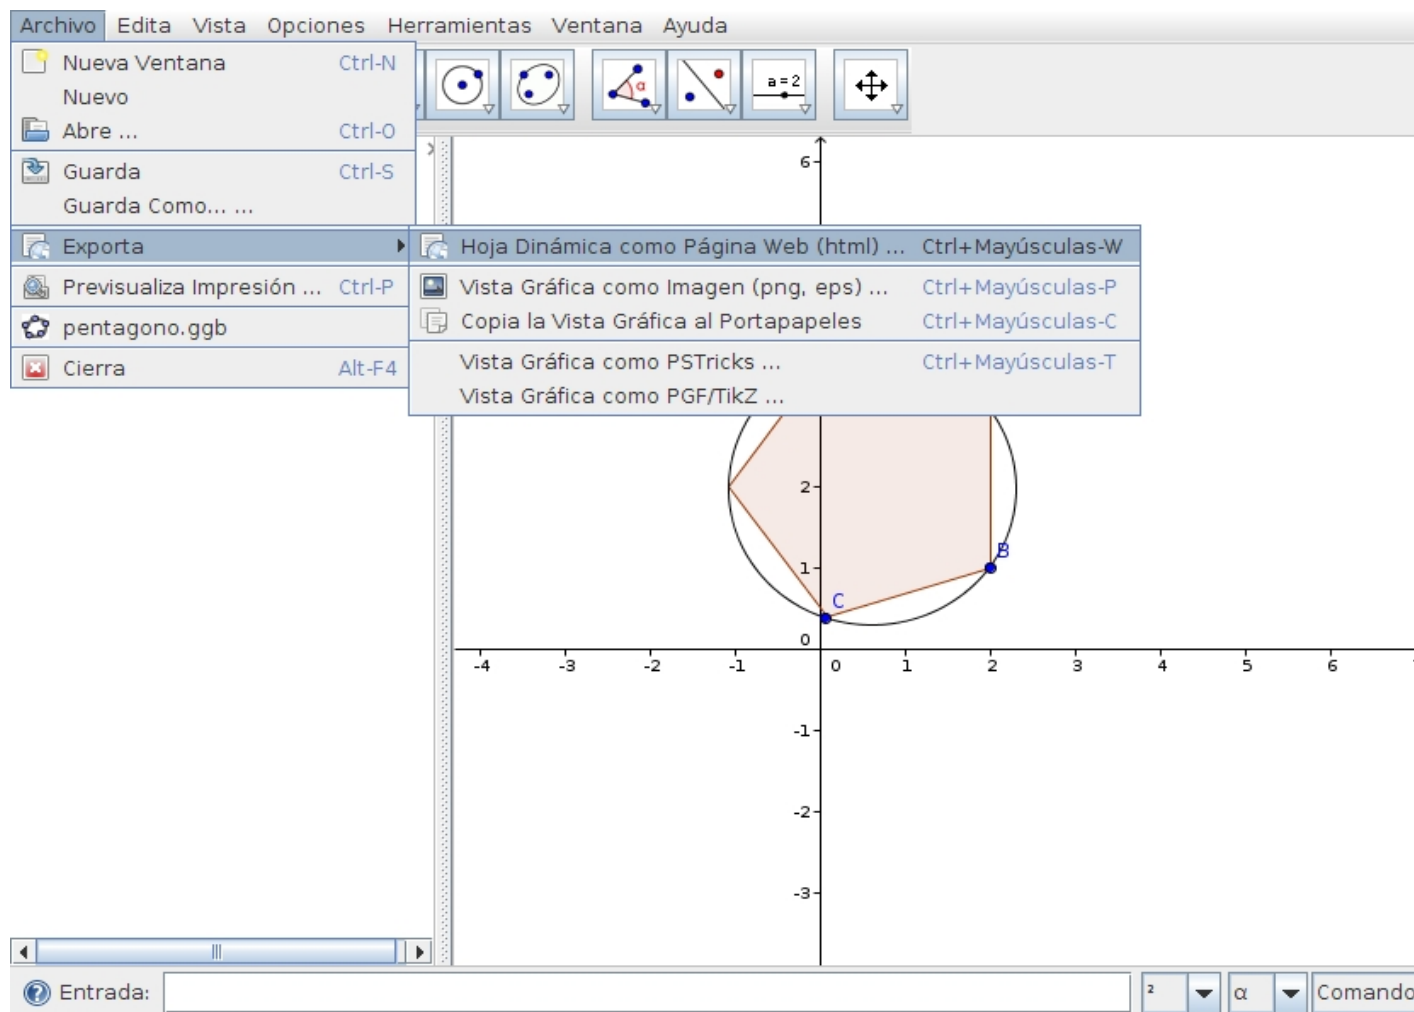 Archivo Edita Vista Opciones Herramientas Ventana Ayuda
Nueva Ventana Ctrl-N
Nuevo
Abre ... Ctrl-O
Guarda Ctrl-S
Guarda Como... ...
Exporta
Previsualiza Impresión ... Ctrl-P
pentagono.ggb
Cierra Alt-F4
α
a=2
Hoja Dinámica como Página Web (html) ... Ctrl+Mayúsculas-W
Vista Gráfica como Imagen (png, eps) ... Ctrl+Mayúsculas-P
Copia la Vista Gráfica al Portapapeles Ctrl+Mayúsculas-C
Vista Gráfica como PSTricks ... Ctrl+Mayúsculas-T
Vista Gráfica como PGF/TikZ ...
6
2
B
1
C
0
-4 -3 -2 -1 0 1 2 3 4 5 6
-1
-2
-3
Entrada: ² α Comando